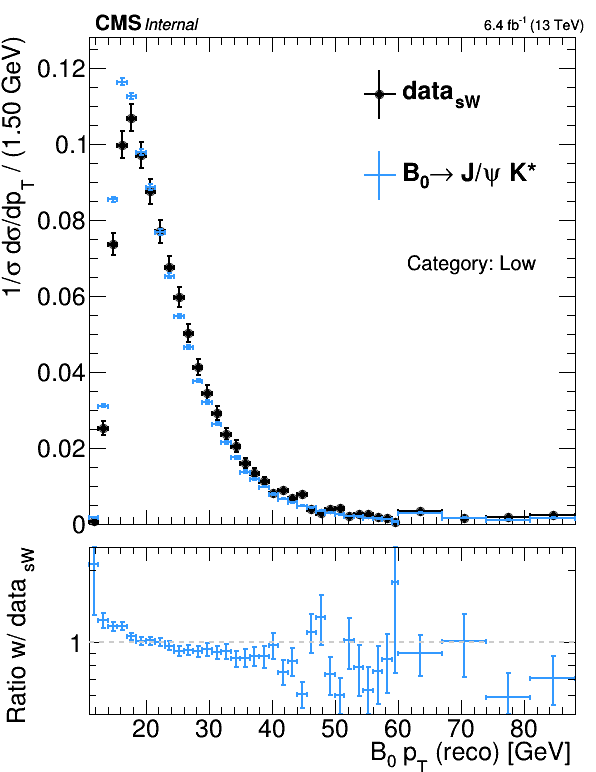 CMS Internal 6.4 fb⁻¹ (13 TeV)
1/σ dσ/dp_T / (1.50 GeV)
0.12
0.1
0.08
0.06
0.04
0.02
0
data_sW
B₀→ J/ψ K*
Category: Low
Ratio w/ data_sW
1
20 30 40 50 60 70 80
B₀ p_T (reco) [GeV]